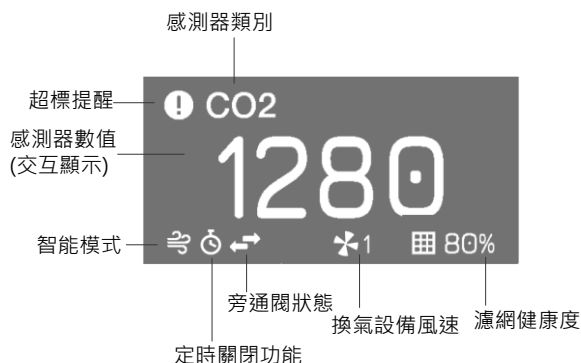 感測器類別
超標提醒
CO2
感測器數值
(交互顯示)
1280
智能模式
1
80%
旁通閥狀態
換氣設備風速
濾網健康度
定時關閉功能